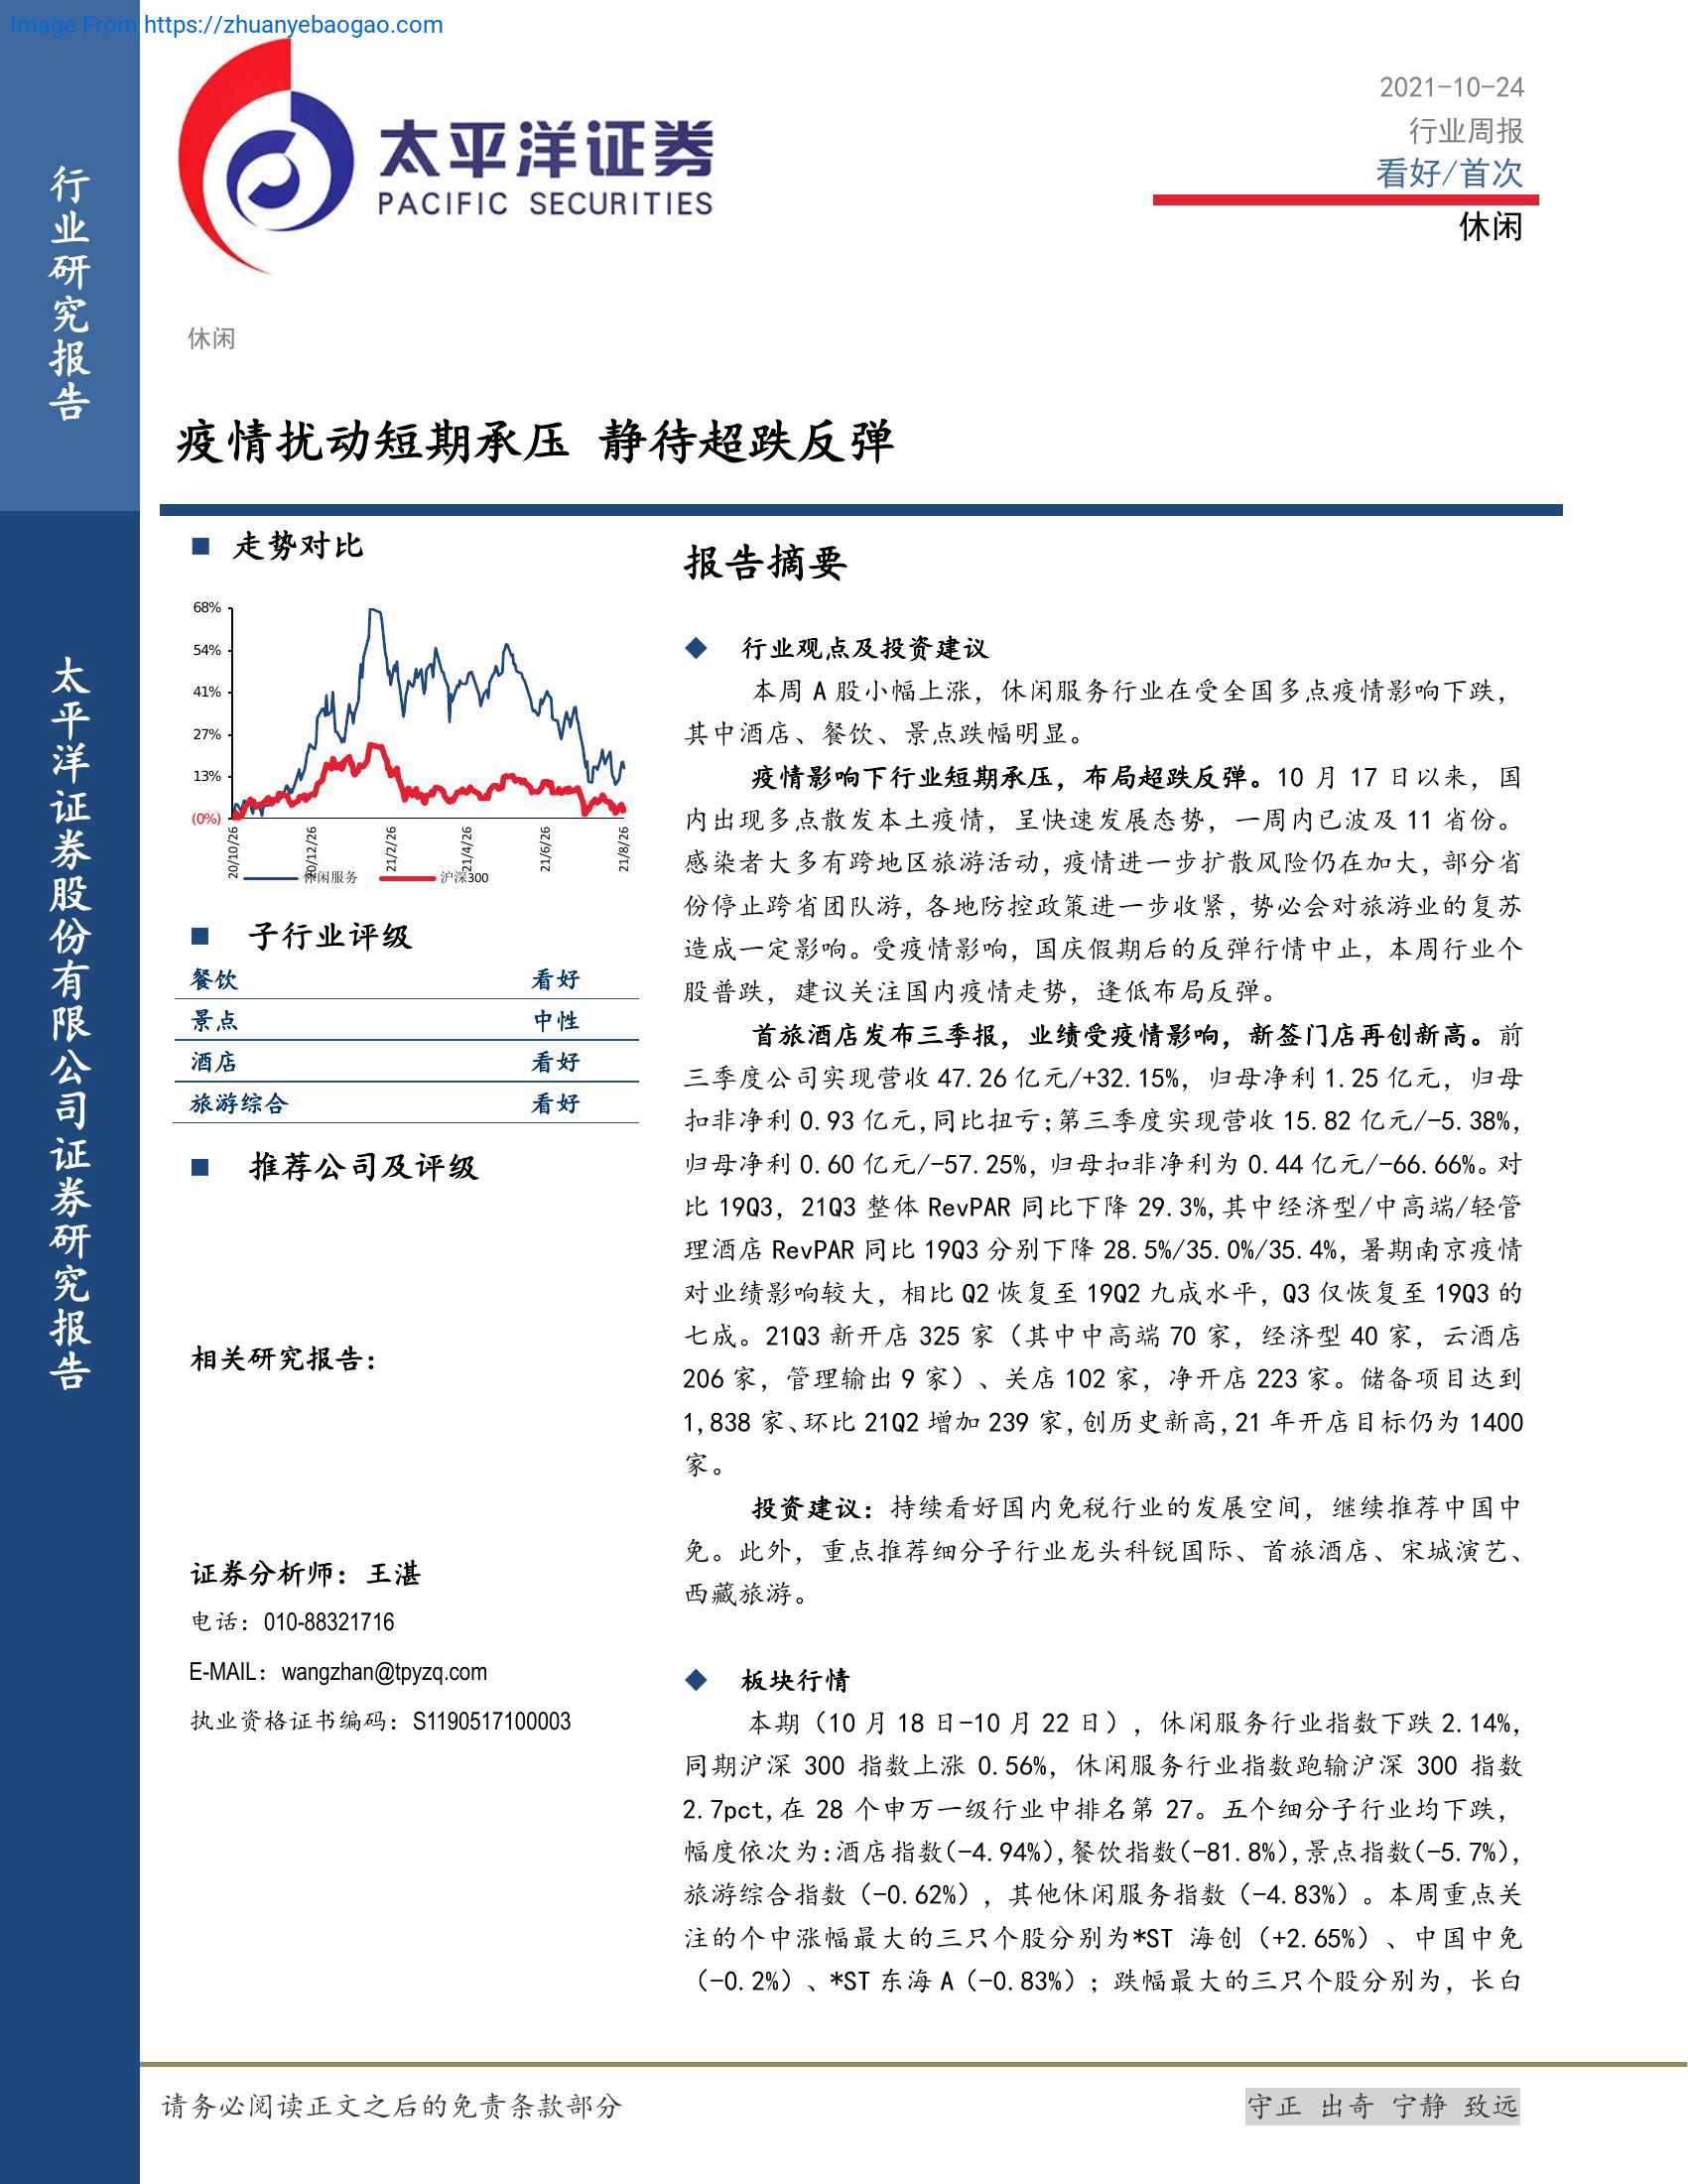 Image From https://zhuanyebaogao.com
行业研究报告
太平洋证券股份有限公司证券研究报告
太平洋证券
PACIFIC SECURITIES
2021-10-24
行业周报
看好/首次
休闲
休闲
疫情扰动短期承压 静待超跌反弹
■ 走势对比
68%
54%
41%
27%
13%
(0%)
20/10/26
20/12/26
21/2/26
21/4/26
21/6/26
21/8/26
休闲服务 沪深300
■ 子行业评级
餐饮 看好
景点 中性
酒店 看好
旅游综合 看好
■ 推荐公司及评级
相关研究报告：
证券分析师：王湛
电话：010-88321716
E-MAIL：wangzhan@tpyzq.com
执业资格证书编码：S1190517100003
报告摘要
◆ 行业观点及投资建议
本周 A 股小幅上涨，休闲服务行业在受全国多点疫情影响下跌，
其中酒店、餐饮、景点跌幅明显。
疫情影响下行业短期承压，布局超跌反弹。10 月 17 日以来，国
内出现多点散发本土疫情，呈快速发展态势，一周内已波及 11 省份。
感染者大多有跨地区旅游活动，疫情进一步扩散风险仍在加大，部分省
份停止跨省团队游，各地防控政策进一步收紧，势必会对旅游业的复苏
造成一定影响。受疫情影响，国庆假期后的反弹行情中止，本周行业个
股普跌，建议关注国内疫情走势，逢低布局反弹。
首旅酒店发布三季报，业绩受疫情影响，新签门店再创新高。前
三季度公司实现营收 47.26 亿元/+32.15%，归母净利 1.25 亿元，归母
扣非净利 0.93 亿元,同比扭亏;第三季度实现营收 15.82 亿元/-5.38%，
归母净利 0.60 亿元/-57.25%，归母扣非净利为 0.44 亿元/-66.66%。对
比 19Q3，21Q3 整体 RevPAR 同比下降 29.3%,其中经济型/中高端/轻管
理酒店 RevPAR 同比 19Q3 分别下降 28.5%/35.0%/35.4%，暑期南京疫情
对业绩影响较大，相比 Q2 恢复至 19Q2 九成水平，Q3 仅恢复至 19Q3 的
七成。21Q3 新开店 325 家（其中中高端 70 家，经济型 40 家，云酒店
206 家，管理输出 9 家）、关店 102 家，净开店 223 家。储备项目达到
1,838 家、环比 21Q2 增加 239 家,创历史新高,21 年开店目标仍为 1400
家。
投资建议：持续看好国内免税行业的发展空间，继续推荐中国中
免。此外，重点推荐细分子行业龙头科锐国际、首旅酒店、宋城演艺、
西藏旅游。
◆ 板块行情
本期（10 月 18 日-10 月 22 日），休闲服务行业指数下跌 2.14%，
同期沪深 300 指数上涨 0.56%，休闲服务行业指数跑输沪深 300 指数
2.7pct,在 28 个申万一级行业中排名第 27。五个细分子行业均下跌，
幅度依次为:酒店指数(-4.94%),餐饮指数(-81.8%),景点指数(-5.7%),
旅游综合指数（-0.62%），其他休闲服务指数（-4.83%）。本周重点关
注的个中涨幅最大的三只个股分别为*ST 海创（+2.65%）、中国中免
（-0.2%）、*ST 东海 A（-0.83%）；跌幅最大的三只个股分别为，长白
请务必阅读正文之后的免责条款部分
守正 出奇 宁静 致远